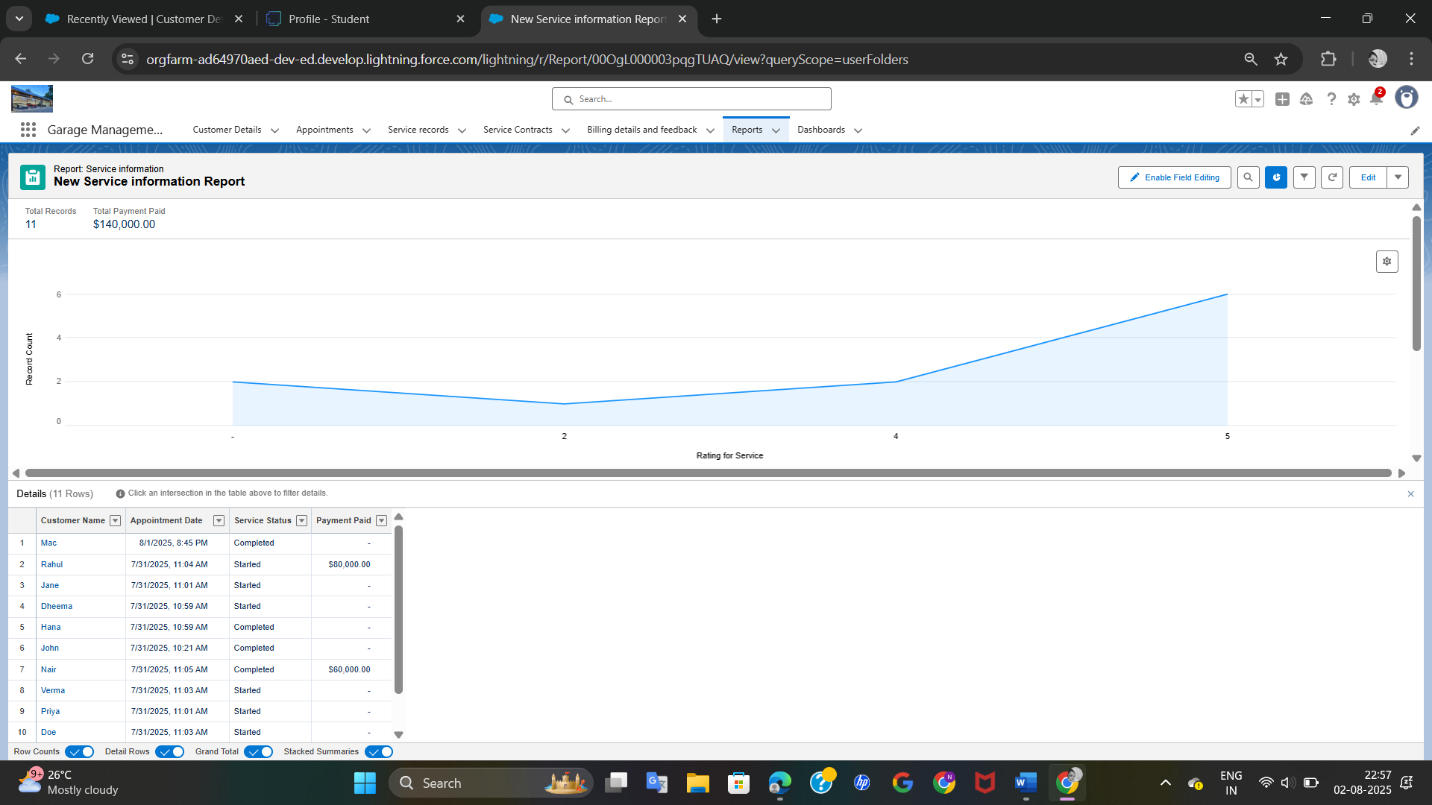 Recently Viewed | Customer De
Profile - Student
New Service information Report
orgfarm-ad64970aed-dev-ed.develop.lightning.force.com/lightning/r/Report/00OgL000003pqgTUAQ/view?queryScope=userFolders
Search...
2
Garage Manageme...
Customer Details
Appointments
Service records
Service Contracts
Billing details and feedback
Reports
Dashboards
Report: Service information
New Service information Report
Enable Field Editing
Edit
Total Records
Total Payment Paid
11
$140,000.00
6
4
2
0
Record Count
-
2
4
5
Rating for Service
Details (11 Rows)
Click an intersection in the table above to filter details.
Customer Name Appointment Date Service Status Payment Paid
1 Mac 8/1/2025, 8:45 PM Completed -
2 Rahul 7/31/2025, 11:04 AM Started $80,000.00
3 Jane 7/31/2025, 11:01 AM Started -
4 Dheema 7/31/2025, 10:59 AM Started -
5 Hana 7/31/2025, 10:59 AM Completed -
6 John 7/31/2025, 10:21 AM Completed -
7 Nair 7/31/2025, 11:05 AM Completed $60,000.00
8 Verma 7/31/2025, 11:03 AM Started -
9 Priya 7/31/2025, 11:01 AM Started -
10 Doe 7/31/2025, 11:03 AM Started -
Row Counts Detail Rows Grand Total Stacked Summaries
9+
26°C
Mostly cloudy
Search
ENG
IN
22:57
02-08-2025